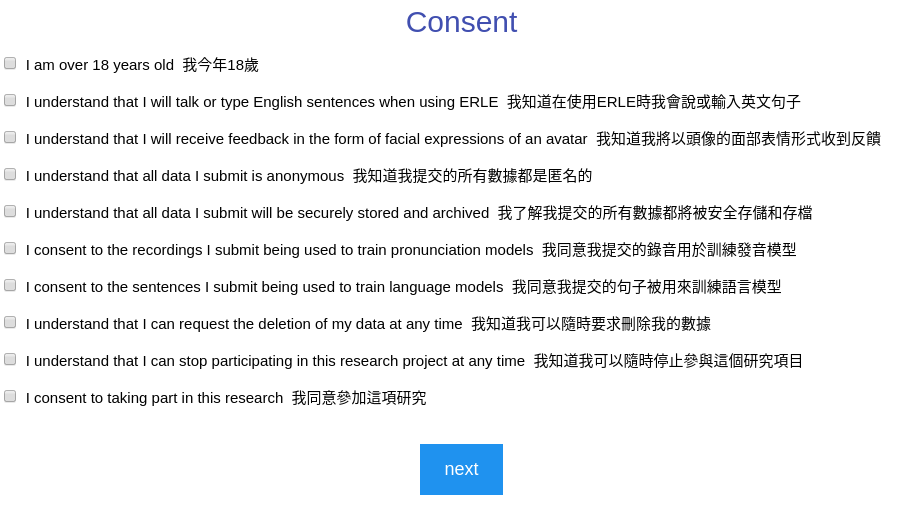 Consent
I am over 18 years old 我今年18歲
I understand that I will talk or type English sentences when using ERLE 我知道在使用ERLE時我會說或輸入英文句子
I understand that I will receive feedback in the form of facial expressions of an avatar 我知道我將以頭像的面部表情形式收到反饋
I understand that all data I submit is anonymous 我知道我提交的所有數據都是匿名的
I understand that all data I submit will be securely stored and archived 我了解我提交的所有數據都將被安全存儲和存檔
I consent to the recordings I submit being used to train pronunciation models 我同意我提交的錄音用於訓練發音模型
I consent to the sentences I submit being used to train language models 我同意我提交的句子被用來訓練語言模型
I understand that I can request the deletion of my data at any time 我知道我可以隨時要求刪除我的數據
I understand that I can stop participating in this research project at any time 我知道我可以隨時停止參與這個研究項目
I consent to taking part in this research 我同意參加這項研究
next